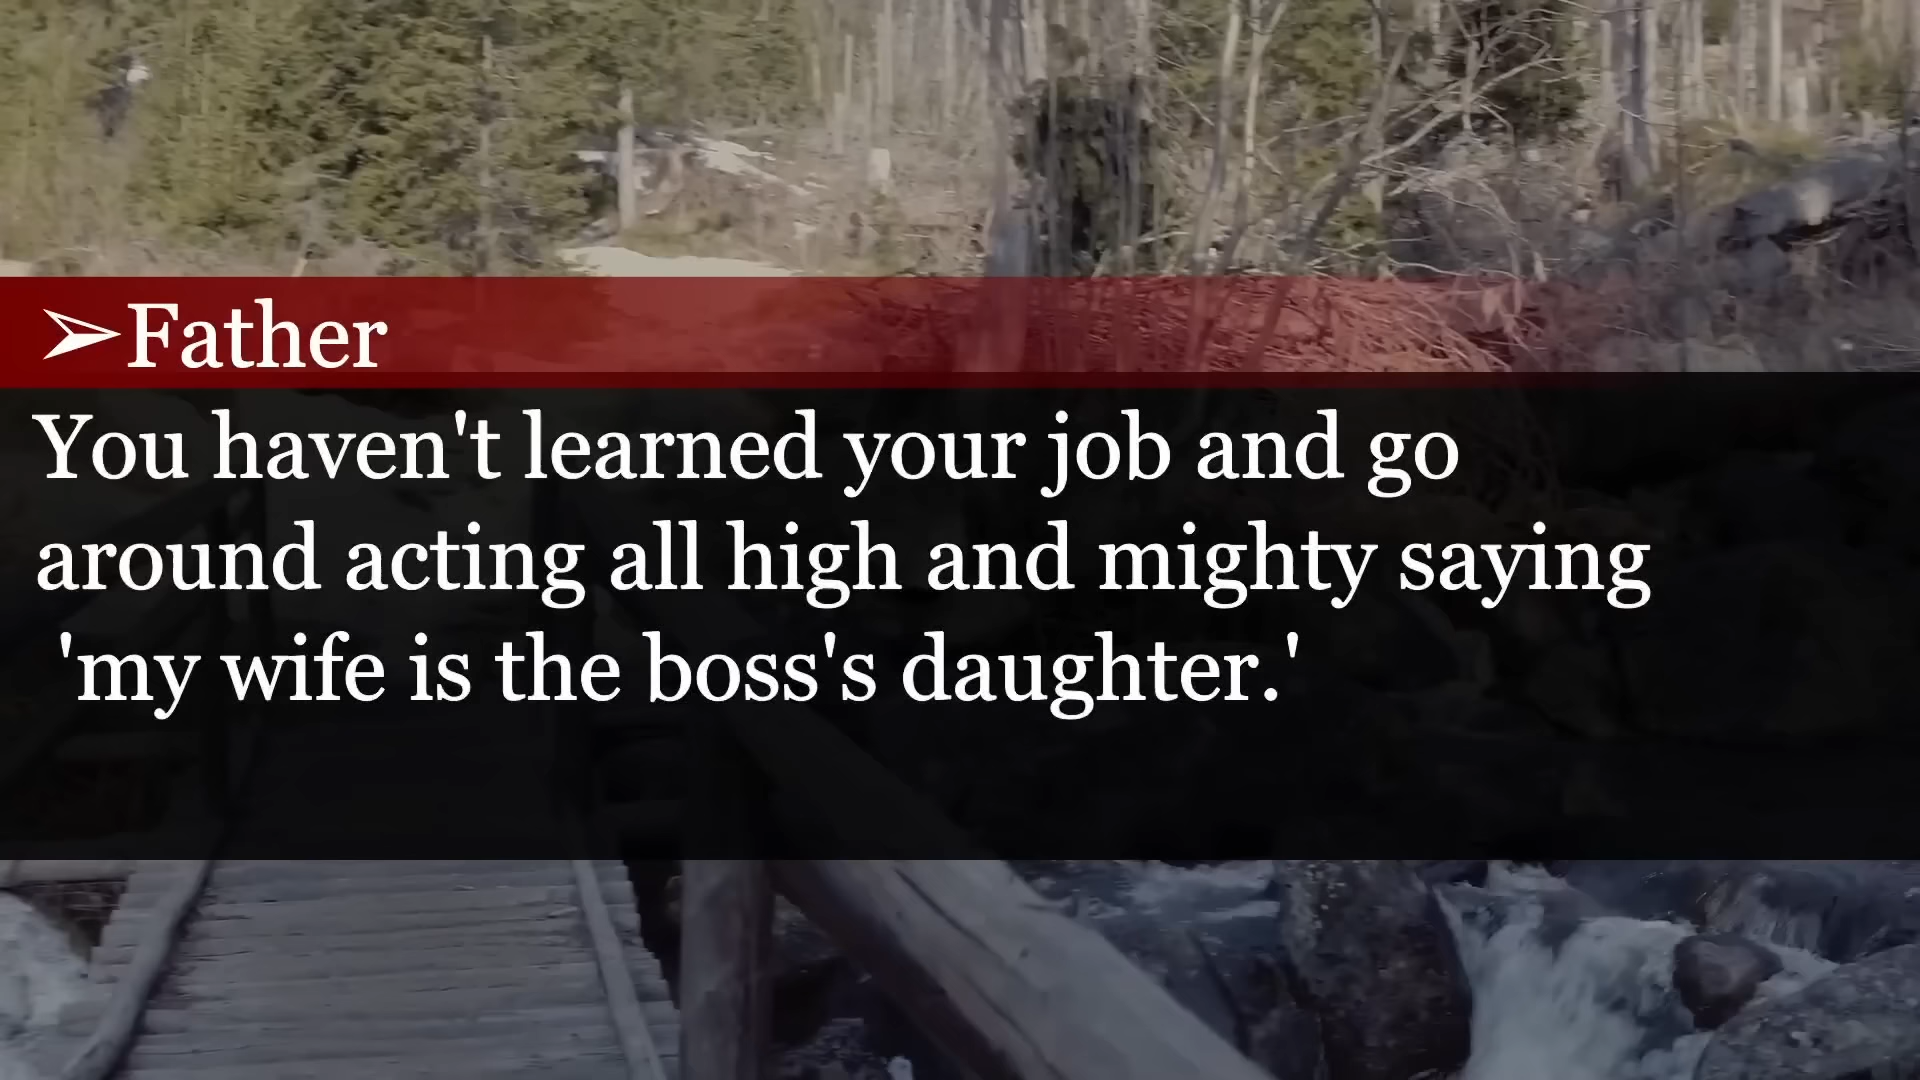 ➢Father
You haven't learned your job and go
around acting all high and mighty saying
'my wife is the boss's daughter.'